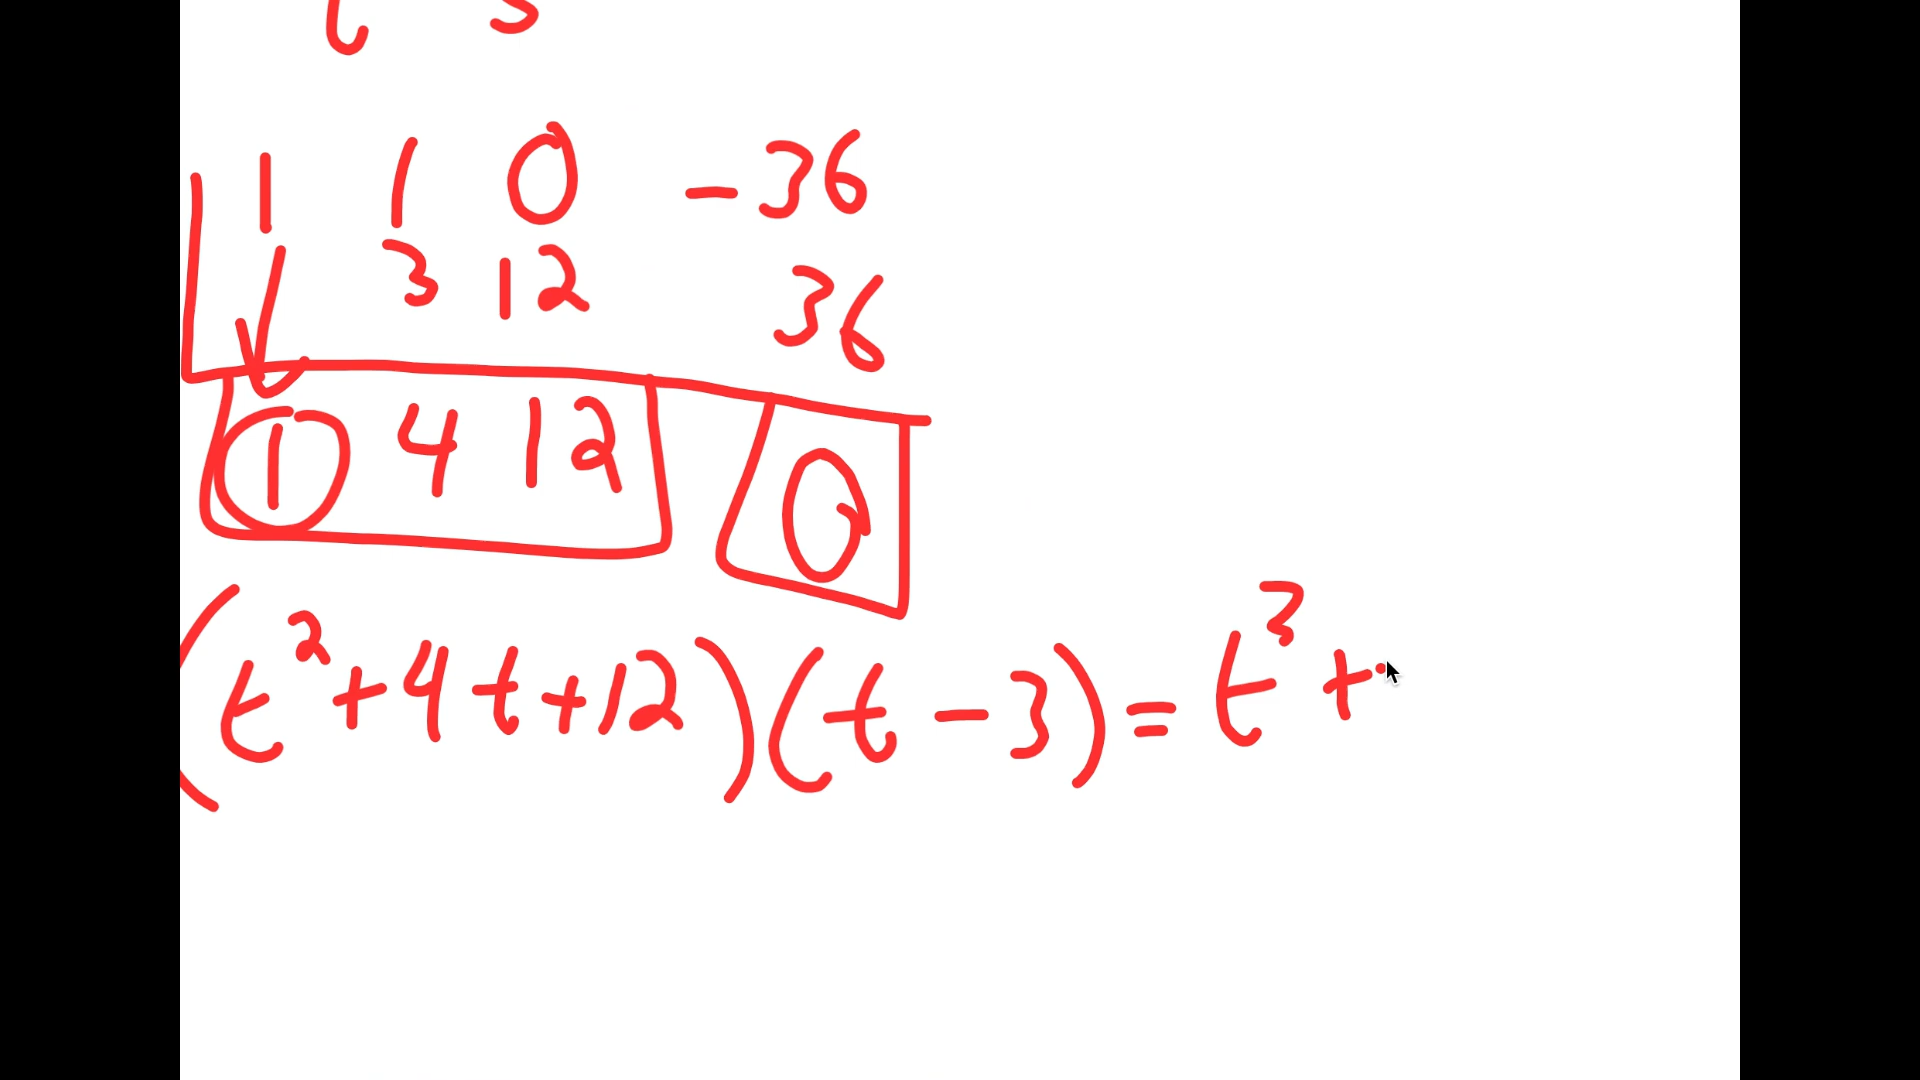 1 1 0 -36
3 12 36
1 4 12 0
(t²+4t+12)(t-3)=t³+